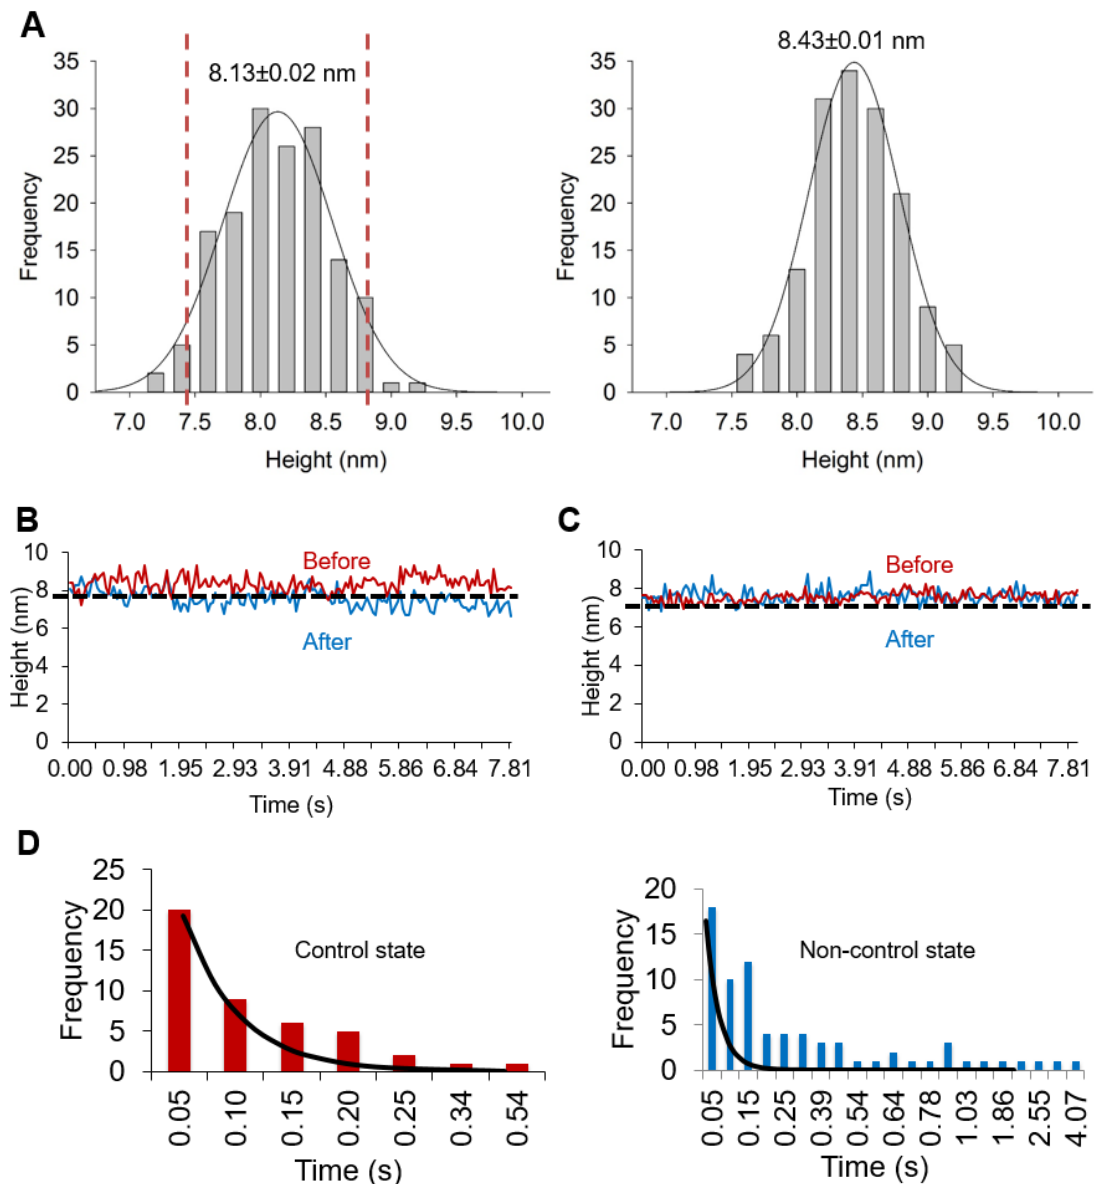 A
8.13±0.02 nm
35
30
25
20
15
10
5
0
Frequency
7.0 7.5 8.0 8.5 9.0 9.5 10.0
Height (nm)
8.43±0.01 nm
35
30
25
20
15
10
5
0
Frequency
7.0 7.5 8.0 8.5 9.0 9.5 10.0
Height (nm)
B
10
8
6
4
2
0
Height (nm)
Before
After
0.00 0.98 1.95 2.93 3.91 4.88 5.86 6.84 7.81
Time (s)
C
10
8
6
4
2
0
Height (nm)
Before
After
0.00 0.98 1.95 2.93 3.91 4.88 5.86 6.84 7.81
Time (s)
D
25
20
15
10
5
0
Frequency
Control state
0.05 0.10 0.15 0.20 0.25 0.34 0.54
Time (s)
20
15
10
5
0
Frequency
Non-control state
0.05 0.15 0.25 0.39 0.54 0.64 0.78 1.03 1.86 2.55 4.07
Time (s)